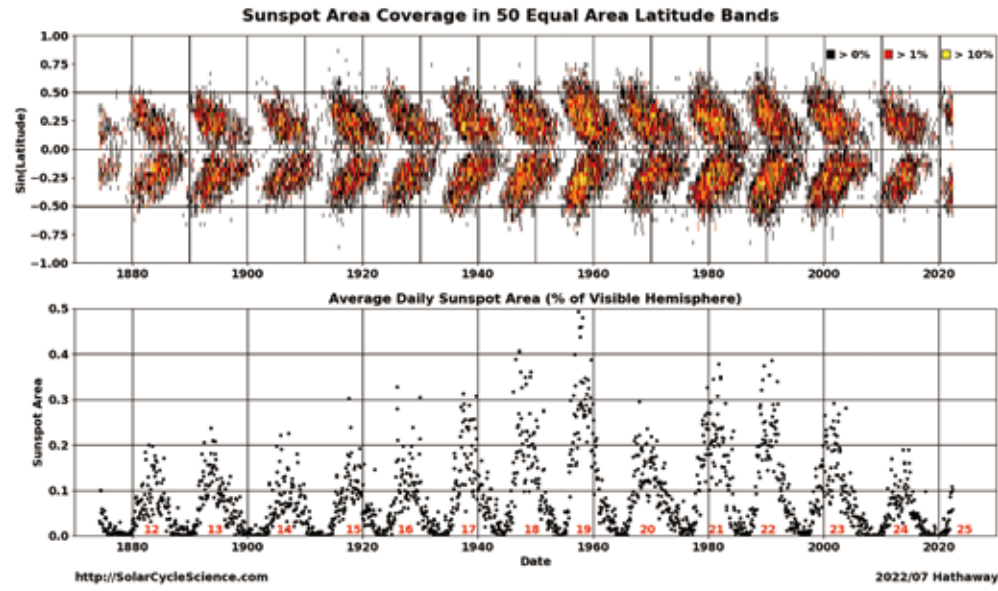 Sunspot Area Coverage in 50 Equal Area Latitude Bands
1.00
> 0% > 1% > 10%
0.75
0.50
0.25
0.00
−0.25
−0.50
−0.75
−1.00
Sin(Latitude)
1880 1900 1920 1940 1960 1980 2000 2020
Average Daily Sunspot Area (% of Visible Hemisphere)
0.5
0.4
0.3
0.2
0.1
0.0
Sunspot Area
12 13 14 15 16 17 18 19 20 21 22 23 24 25
1880 1900 1920 1940 1960 1980 2000 2020
Date
http://SolarCycleScience.com 2022/07 Hathaway